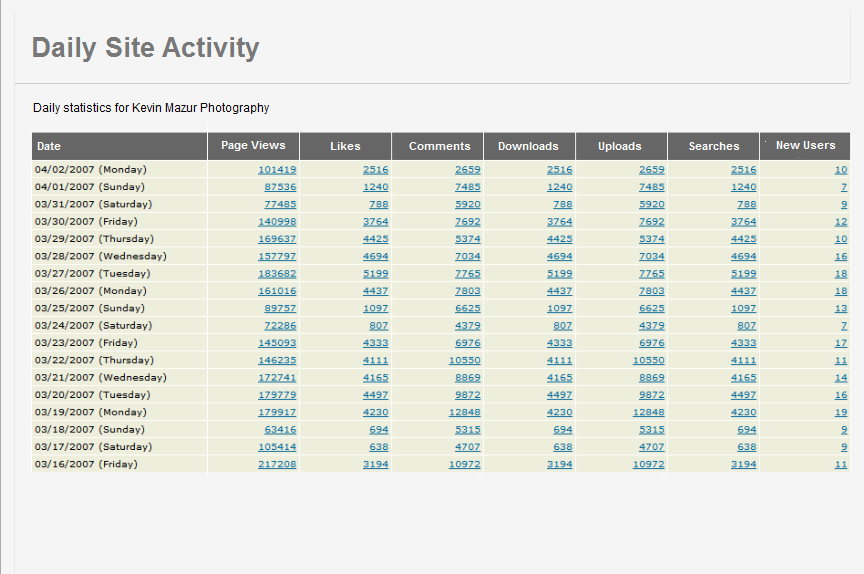 Daily Site Activity
Daily statistics for Kevin Mazur Photography
Date Page Views Likes Comments Downloads Uploads Searches New Users
04/02/2007 (Monday) 101419 2516 2659 2516 2659 2516 10
04/01/2007 (Sunday) 87536 1240 7485 1240 7485 1240 7
03/31/2007 (Saturday) 77485 788 5920 788 5920 788 9
03/30/2007 (Friday) 140998 3764 7692 3764 7692 3764 12
03/29/2007 (Thursday) 169637 4425 5374 4425 5374 4425 10
03/28/2007 (Wednesday) 157797 4694 7034 4694 7034 4694 16
03/27/2007 (Tuesday) 183682 5199 7765 5199 7765 5199 18
03/26/2007 (Monday) 161016 4437 7803 4437 7803 4437 18
03/25/2007 (Sunday) 89757 1097 6625 1097 6625 1097 13
03/24/2007 (Saturday) 72286 807 4379 807 4379 807 7
03/23/2007 (Friday) 145093 4333 6976 4333 6976 4333 17
03/22/2007 (Thursday) 146235 4111 10550 4111 10550 4111 11
03/21/2007 (Wednesday) 172741 4165 8869 4165 8869 4165 14
03/20/2007 (Tuesday) 179779 4497 9872 4497 9872 4497 16
03/19/2007 (Monday) 179917 4230 12848 4230 12848 4230 19
03/18/2007 (Sunday) 63416 694 5315 694 5315 694 9
03/17/2007 (Saturday) 105414 638 4707 638 4707 638 9
03/16/2007 (Friday) 217208 3194 10972 3194 10972 3194 11